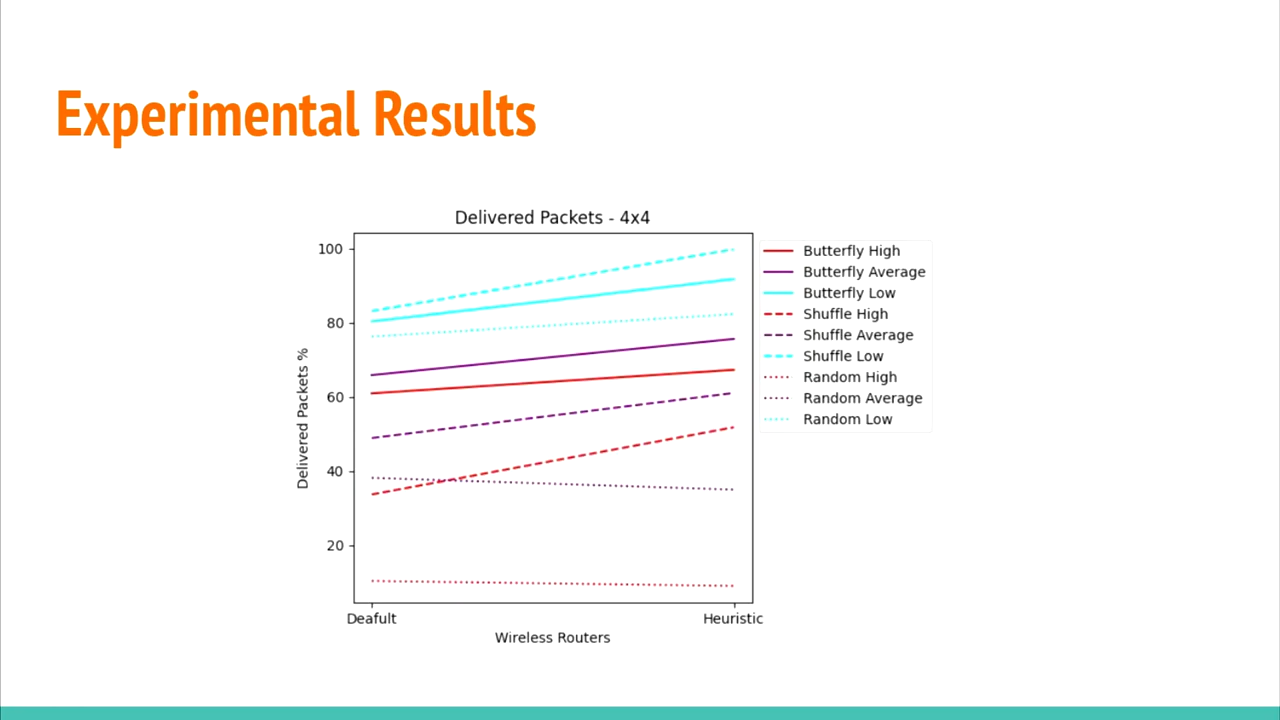 Experimental Results
Delivered Packets - 4x4
100
80
60
40
20
Delivered Packets %
Deafult
Heuristic
Wireless Routers
Butterfly High
Butterfly Average
Butterfly Low
Shuffle High
Shuffle Average
Shuffle Low
Random High
Random Average
Random Low